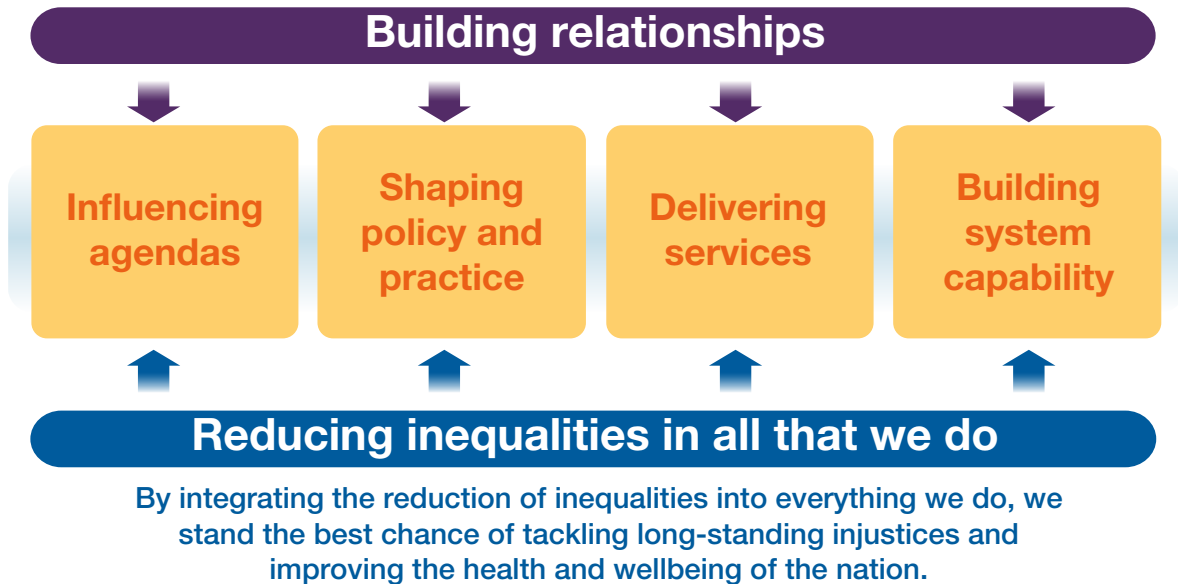 Building relationships
Influencing
agendas
Shaping
policy and
practice
Delivering
services
Building
system
capability
Reducing inequalities in all that we do
By integrating the reduction of inequalities into everything we do, we
stand the best chance of tackling long-standing injustices and
improving the health and wellbeing of the nation.